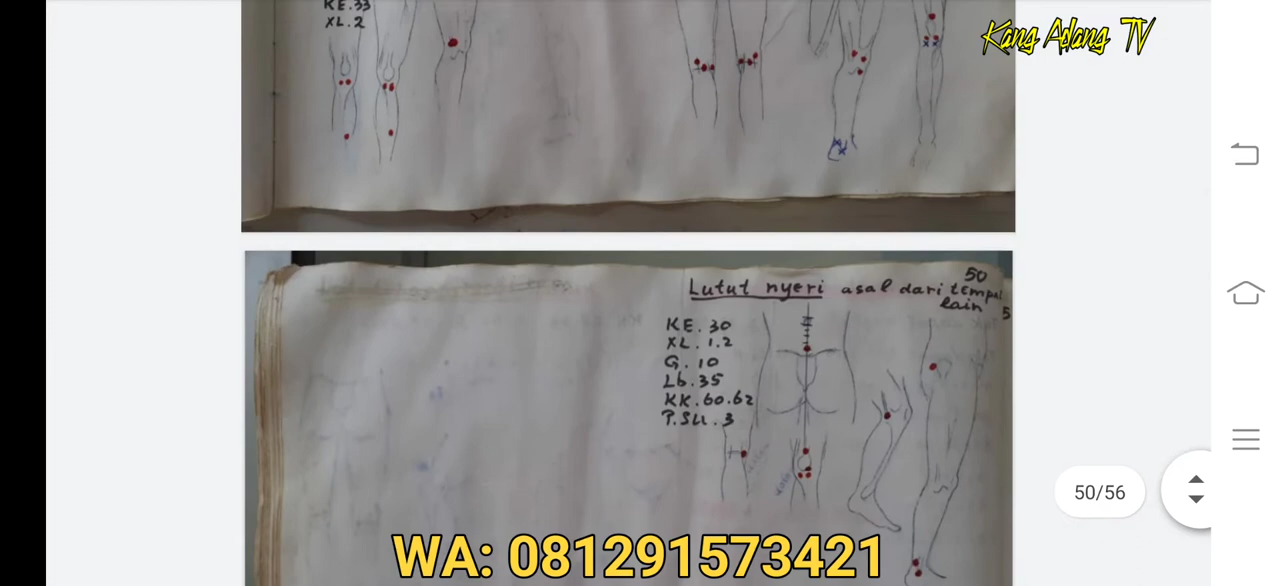 KE.33
XL.2
Kang Adang TV
50
Lutut nyeri asal dari tempat
lain
5
KE.30
XL.1.2
G.10
Lb.35
KK.60.62
P.SU.3
50/56
WA: 081291573421